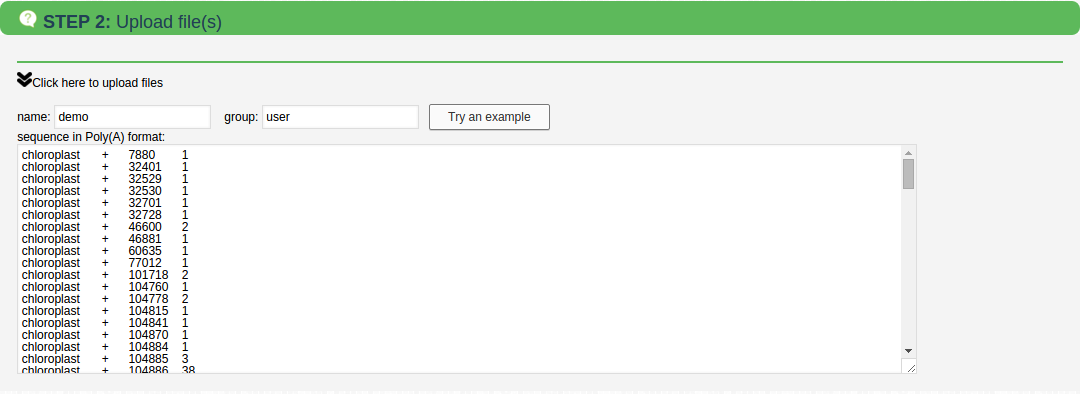 STEP 2: Upload file(s)
Click here to upload files
name: demo group: user Try an example
sequence in Poly(A) format:
chloroplast + 7880 1
chloroplast + 32401 1
chloroplast + 32529 1
chloroplast + 32530 1
chloroplast + 32701 1
chloroplast + 32728 1
chloroplast + 46600 2
chloroplast + 46881 1
chloroplast + 60635 1
chloroplast + 77012 1
chloroplast + 101718 2
chloroplast + 104760 1
chloroplast + 104778 2
chloroplast + 104815 1
chloroplast + 104841 1
chloroplast + 104870 1
chloroplast + 104884 1
chloroplast + 104885 3
chloroplast + 104886 38